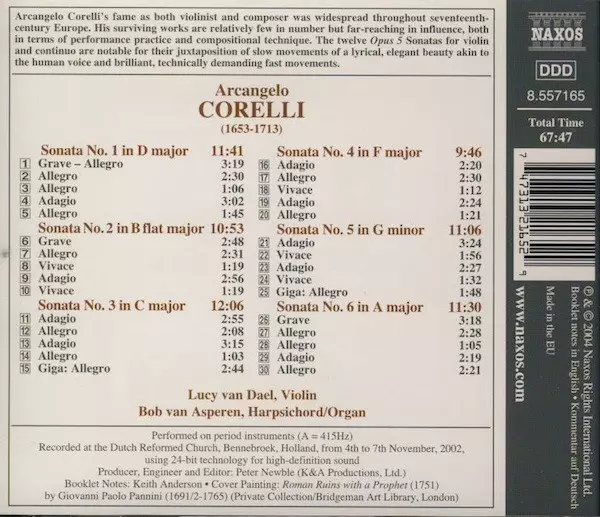 Arcangelo Corelli's fame as both violinist and composer was widespread throughout seventeenth-
century Europe. His surviving works are relatively few in number but far-reaching in influence, both
in terms of performance practice and compositional technique. The twelve Opus 5 Sonatas for violin
and continuo are notable for their juxtaposition of slow movements of a lyrical, elegant beauty akin to
the human voice and brilliant, technically demanding fast movements.
Arcangelo
CORELLI
(1653-1713)
Sonata No. 1 in D major 11:41
1 Grave – Allegro 3:19
2 Allegro 2:30
3 Allegro 1:06
4 Adagio 3:02
5 Allegro 1:45
Sonata No. 2 in B flat major 10:53
6 Grave 2:48
7 Allegro 2:31
8 Vivace 1:19
9 Adagio 2:56
10 Vivace 1:19
Sonata No. 3 in C major 12:06
11 Adagio 2:55
12 Allegro 2:08
13 Adagio 3:15
14 Allegro 1:03
15 Giga: Allegro 2:44
Sonata No. 4 in F major 9:46
16 Adagio 2:20
17 Allegro 2:30
18 Vivace 1:12
19 Adagio 2:24
20 Allegro 1:21
Sonata No. 5 in G minor 11:06
21 Adagio 3:24
22 Vivace 1:56
23 Adagio 2:27
24 Vivace 1:32
25 Giga: Allegro 1:48
Sonata No. 6 in A major 11:30
26 Grave 3:18
27 Allegro 2:28
28 Allegro 1:05
29 Adagio 2:19
30 Allegro 2:21
Lucy van Dael, Violin
Bob van Asperen, Harpsichord/Organ
Performed on period instruments (A = 415Hz)
Recorded at the Dutch Reformed Church, Bennebroek, Holland, from 4th to 7th November, 2002,
using 24-bit technology for high-definition sound
Producer, Engineer and Editor: Peter Newble (K&A Productions, Ltd.)
Booklet Notes: Keith Anderson • Cover Painting: Roman Ruins with a Prophet (1751)
by Giovanni Paolo Pannini (1691/2-1765) (Private Collection/Bridgeman Art Library, London)
NAXOS
DDD
8.557165
Total Time
67:47
7 47313 21652 9
www.naxos.com
℗ & © 2004 Naxos Rights International Ltd.
Booklet notes in English • Kommentar auf Deutsch
Made in the EU